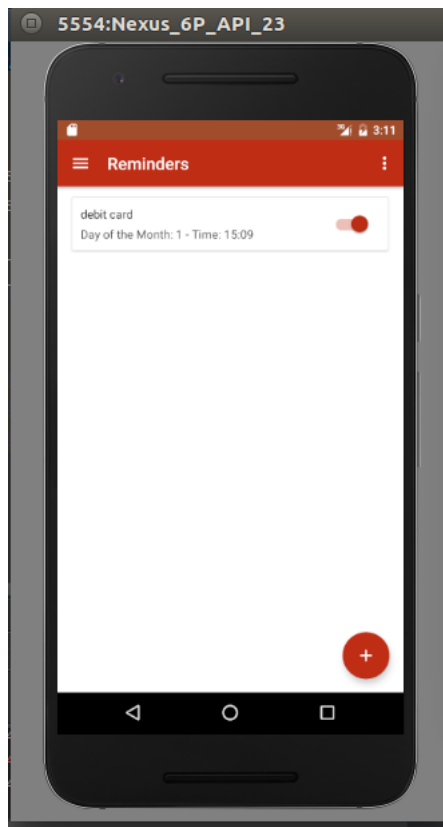 5554:Nexus_6P_API_23
3:11
Reminders
debit card
Day of the Month: 1 - Time: 15:09
+